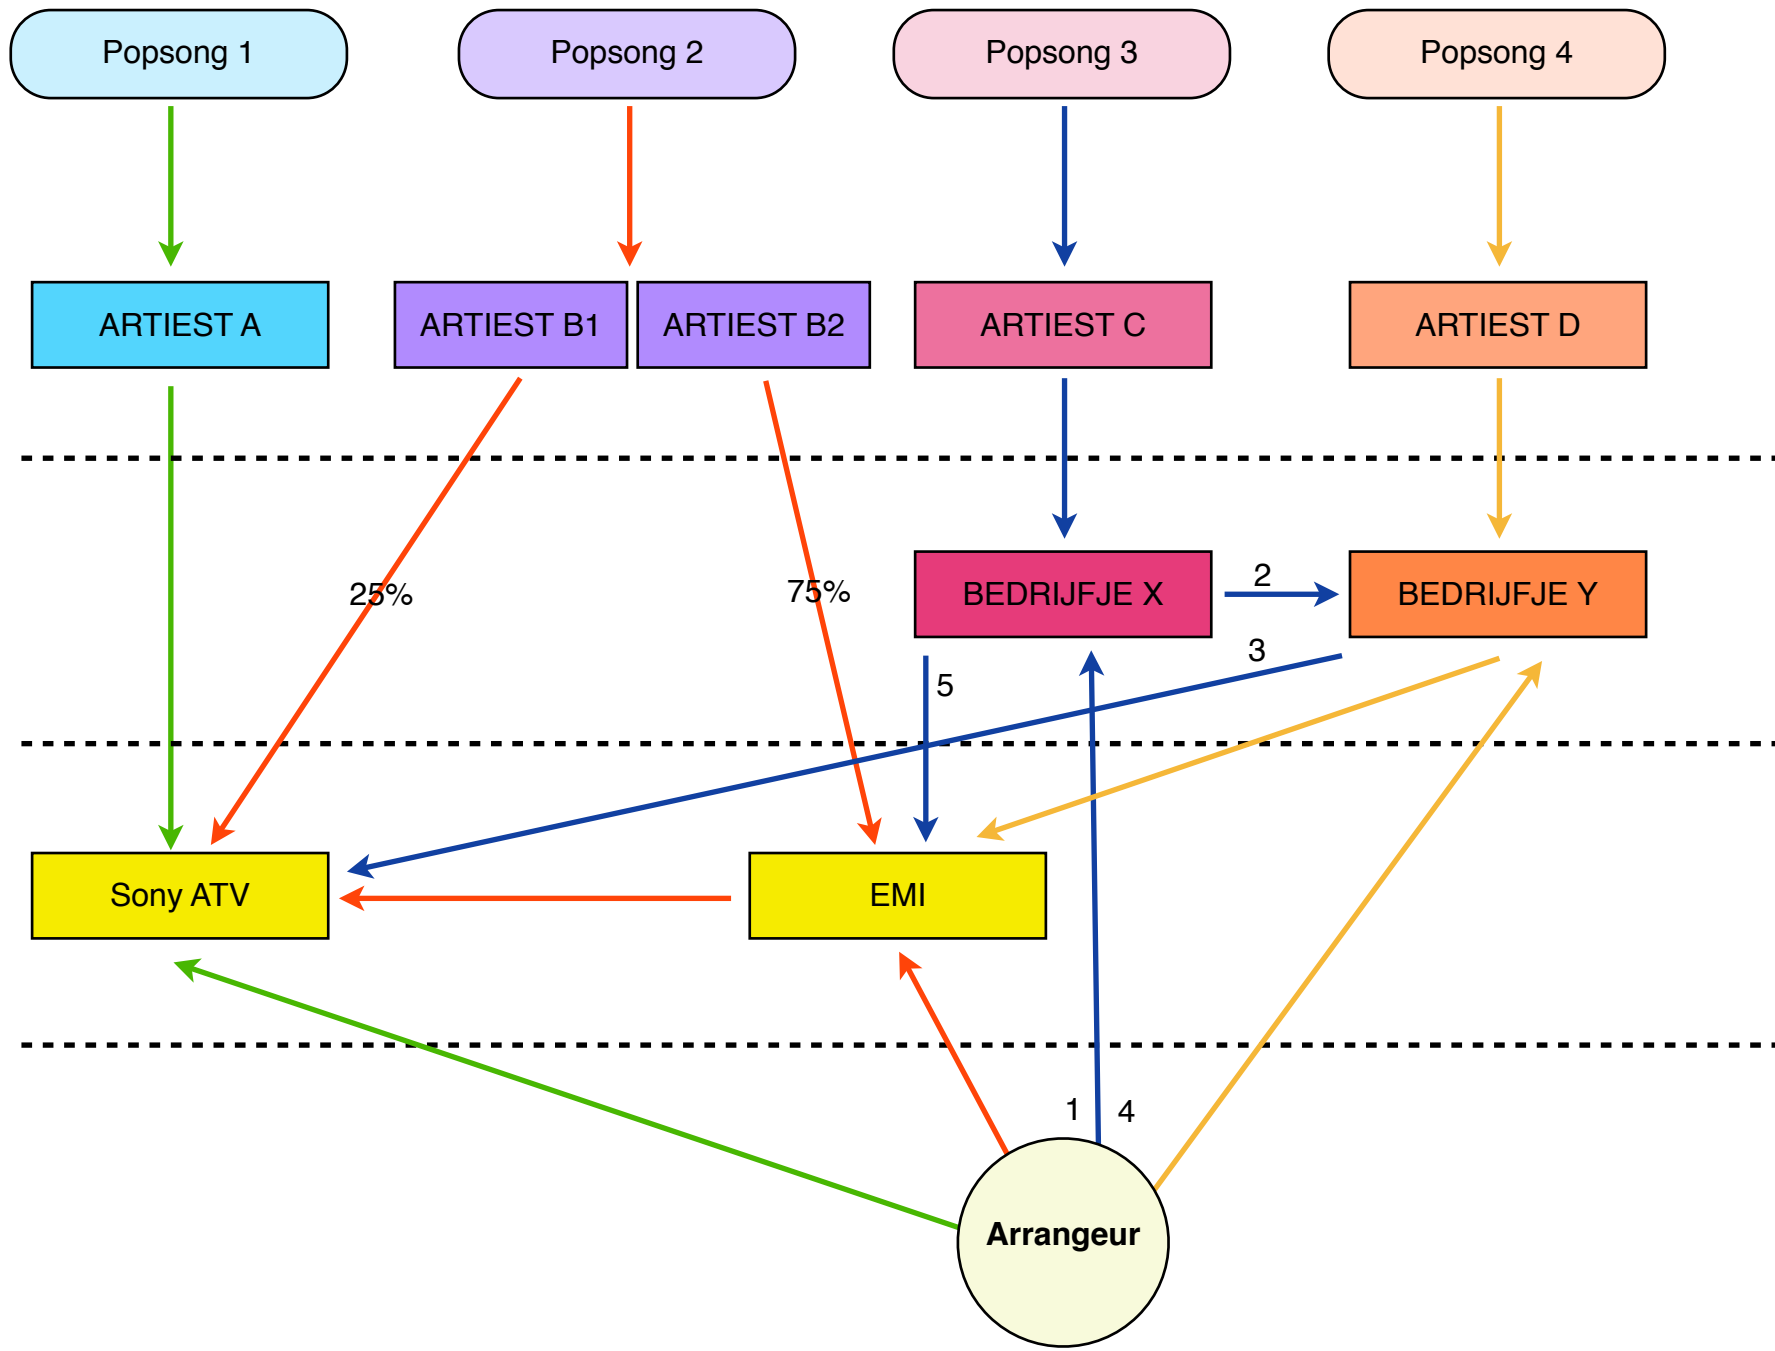 Popsong 1
Popsong 2
Popsong 3
Popsong 4
ARTIEST A
ARTIEST B1
ARTIEST B2
ARTIEST C
ARTIEST D
25%
75%
BEDRIJFJE X
2
BEDRIJFJE Y
3
5
Sony ATV
EMI
1
4
Arrangeur